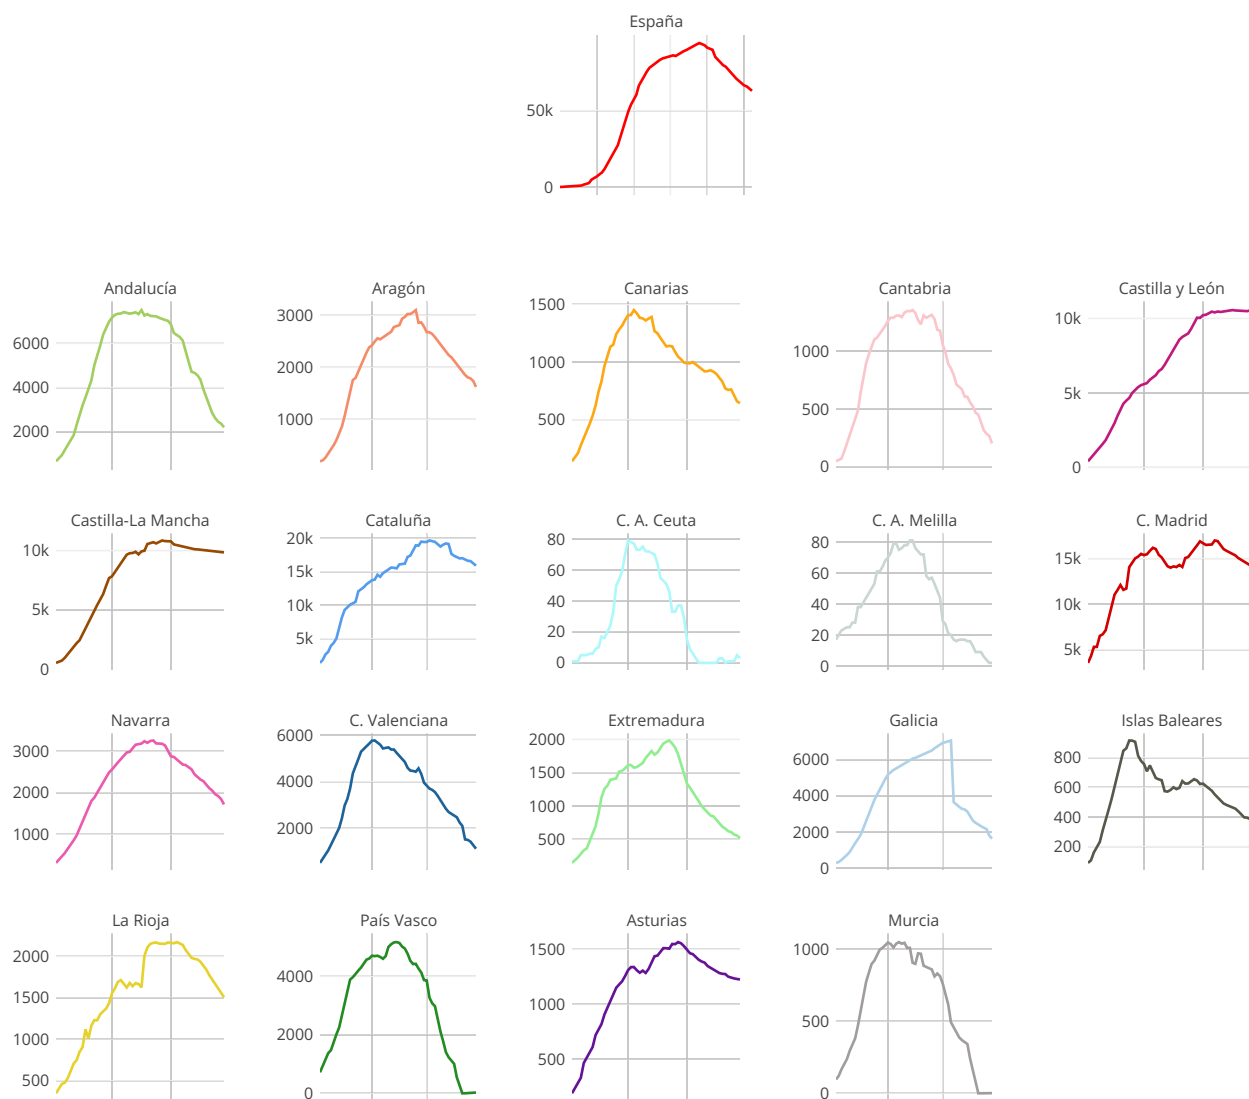 España
50k
0
Andalucía
Aragón
Canarias
Cantabria
Castilla y León
6000
4000
2000
3000
2000
1000
1500
1000
500
1000
500
0
10k
5k
0
Castilla-La Mancha
Cataluña
C. A. Ceuta
C. A. Melilla
C. Madrid
10k
5k
0
20k
15k
10k
5k
80
60
40
20
0
80
60
40
20
0
15k
10k
5k
Navarra
C. Valenciana
Extremadura
Galicia
Islas Baleares
3000
2000
1000
6000
4000
2000
2000
1500
1000
500
6000
4000
2000
0
800
600
400
200
La Rioja
País Vasco
Asturias
Murcia
2000
1500
1000
500
4000
2000
0
1500
1000
500
1000
500
0